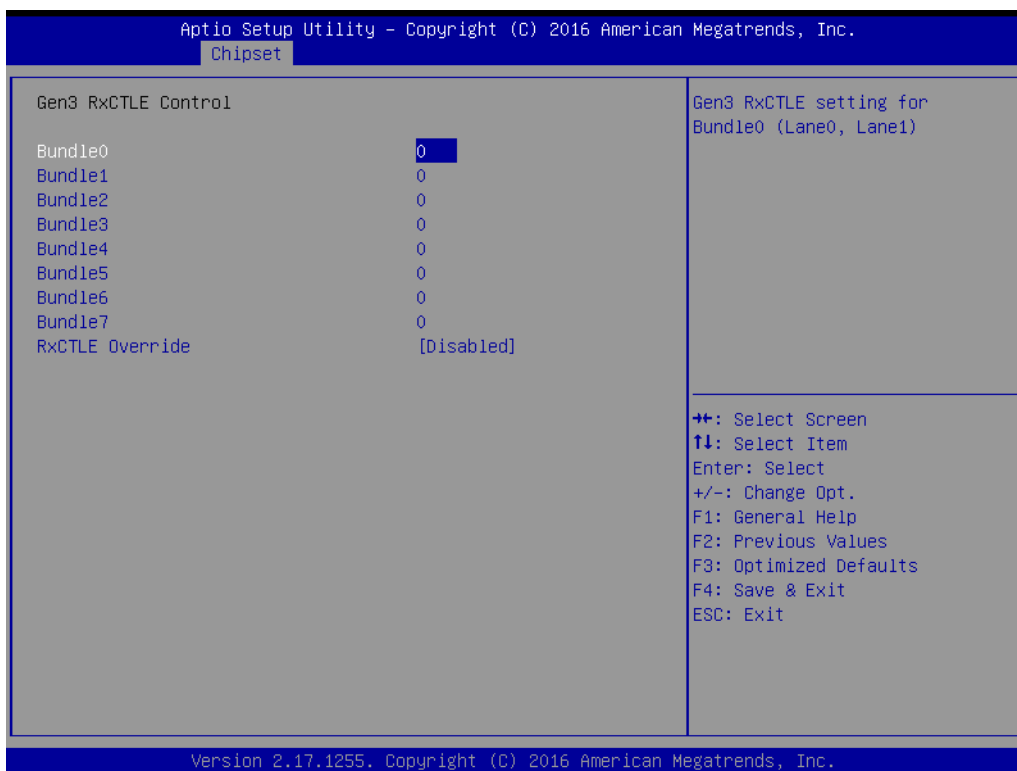 Aptio Setup Utility – Copyright (C) 2016 American Megatrends, Inc.
Chipset
Gen3 RxCTLE Control
Bundle0 0
Bundle1 0
Bundle2 0
Bundle3 0
Bundle4 0
Bundle5 0
Bundle6 0
Bundle7 0
RxCTLE Override [Disabled]
Gen3 RxCTLE setting for
Bundle0 (Lane0, Lane1)
→←: Select Screen
↑↓: Select Item
Enter: Select
+/-: Change Opt.
F1: General Help
F2: Previous Values
F3: Optimized Defaults
F4: Save & Exit
ESC: Exit
Version 2.17.1255. Copyright (C) 2016 American Megatrends, Inc.